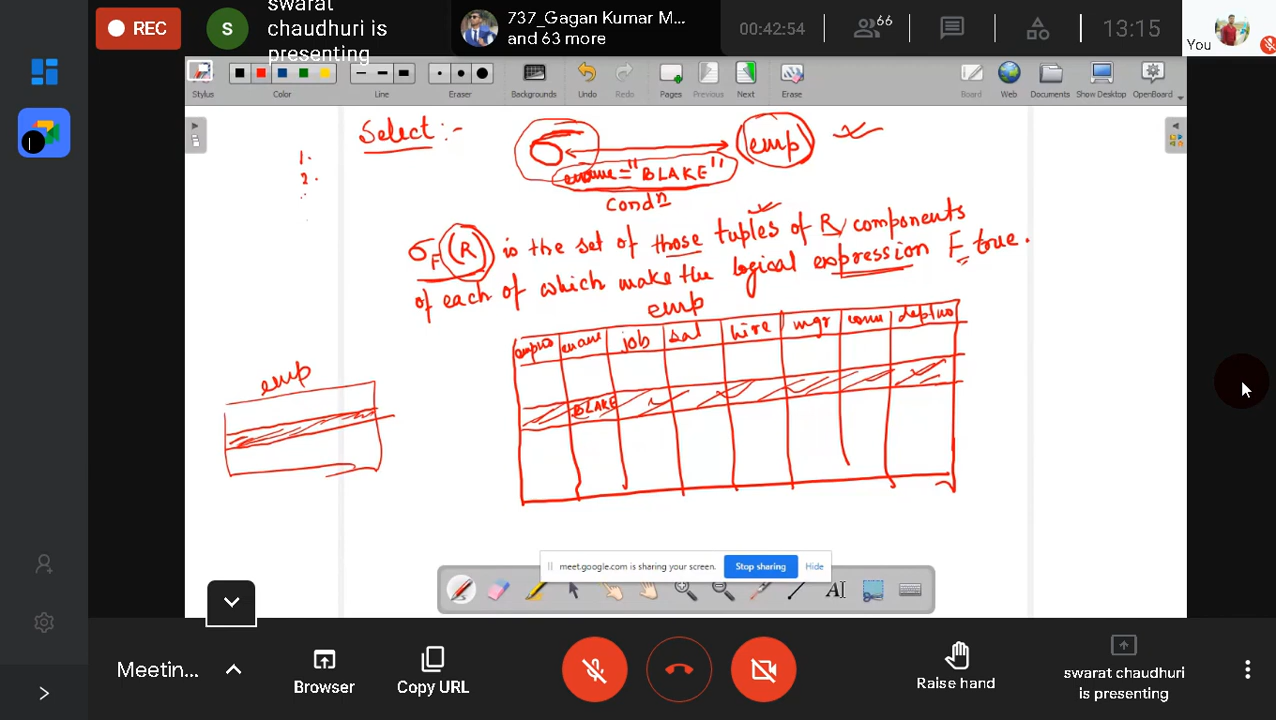 REC
S
swarat
chaudhuri is
presenting
737_Gagan Kumar M...
and 63 more
00:42:54
66
13:15
You
Stylus
Color
Line
Eraser
Backgrounds
Undo
Redo
Pages
Previous
Next
Erase
Board
Web
Documents
Show Desktop
OpenBoard
Select :-
σ ename="BLAKE" (emp)
Condn
1.
2.
σF(R) is the set of those tuples of R components
of each of which make the logical expression F true.
emp
empno ename job sal hire mgr comm deptno
BLAKE
emp
meet.google.com is sharing your screen.
Stop sharing
Hide
AI
Meetin...
Browser
Copy URL
Raise hand
swarat chaudhuri
is presenting